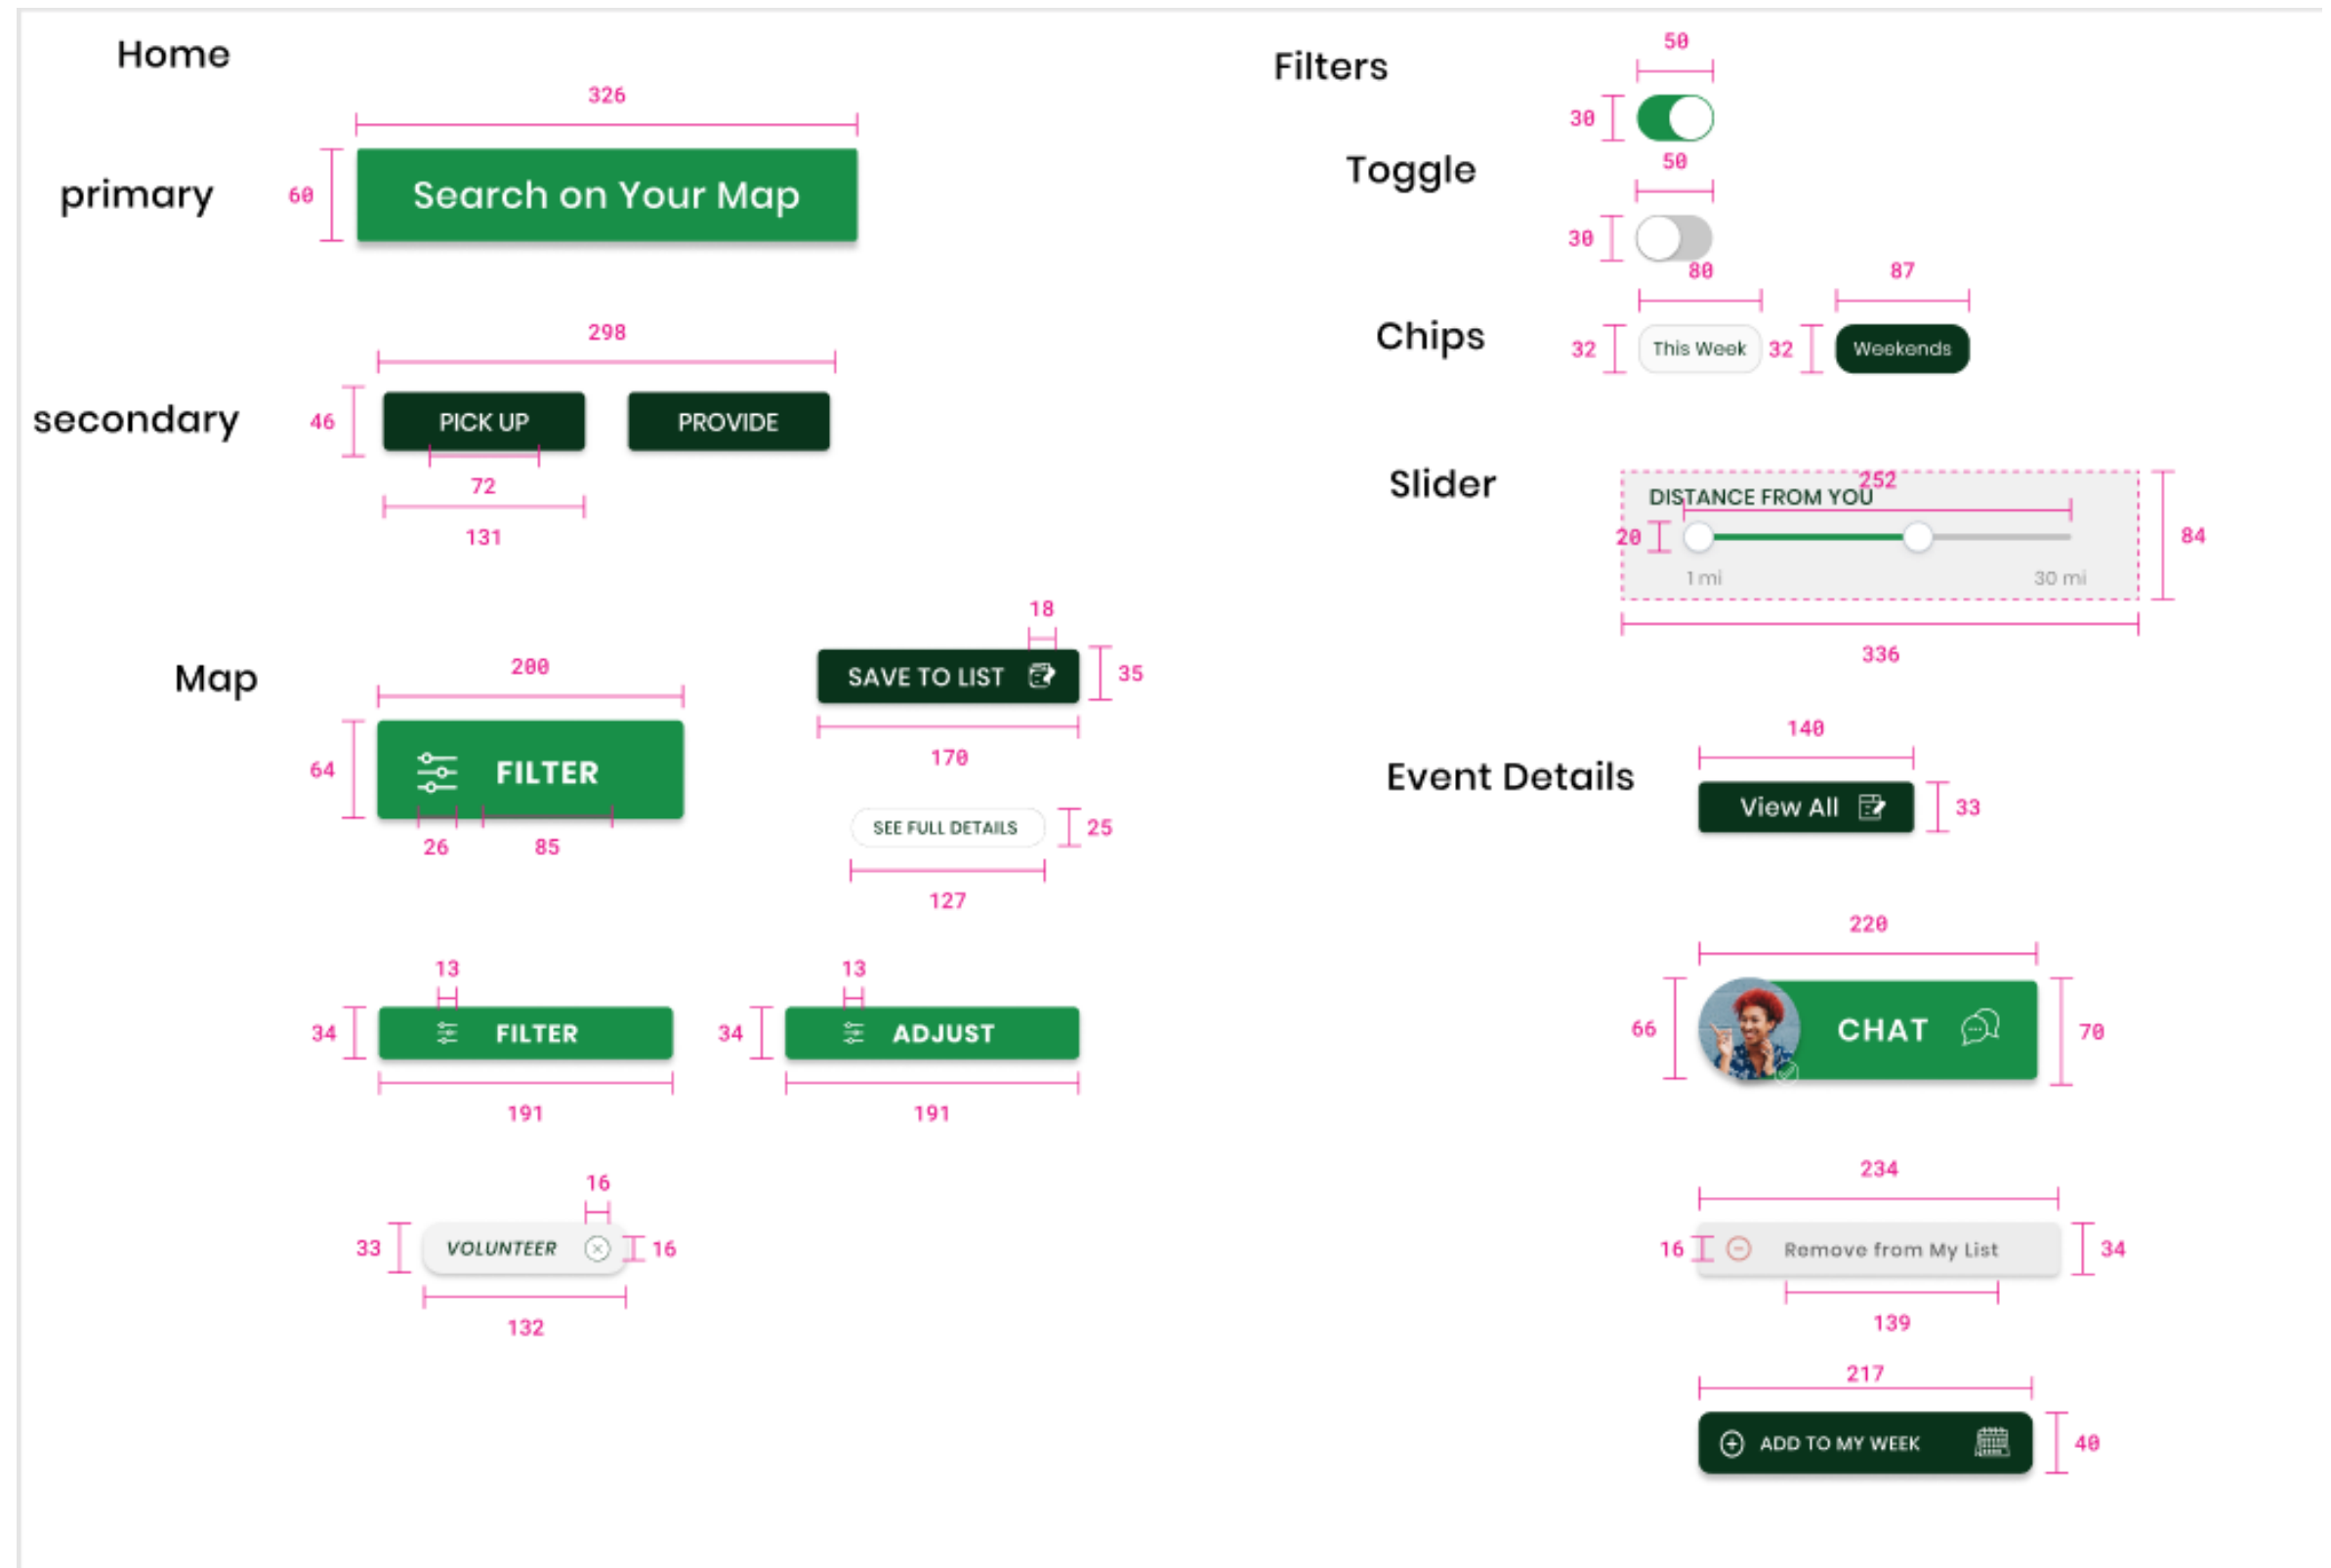 Home
326
primary
60
Search on Your Map
298
secondary
46
PICK UP
PROVIDE
72
131
Map
200
64
FILTER
26
85
18
SAVE TO LIST
35
170
SEE FULL DETAILS
25
127
13
34
FILTER
191
13
34
ADJUST
191
16
33
VOLUNTEER
16
132
Filters
50
30
Toggle
50
30
Chips
80
32
This Week
87
32
Weekends
Slider
252
DISTANCE FROM YOU
20
84
1 mi
30 mi
336
Event Details
140
View All
33
220
66
CHAT
70
234
16
Remove from My List
34
139
217
ADD TO MY WEEK
40